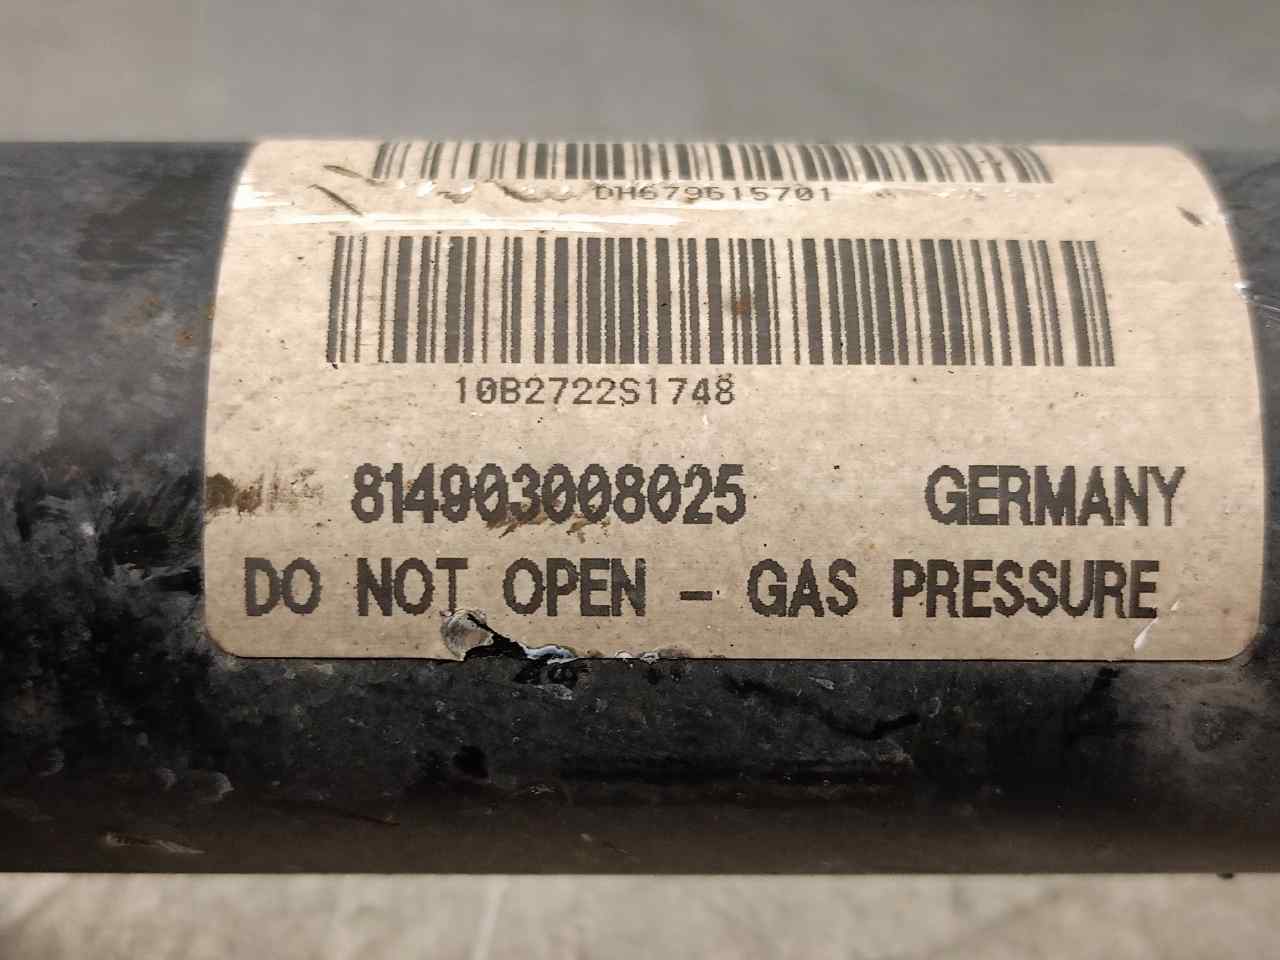 DH679615701
10B2722S1748
814903008025 GERMANY
DO NOT OPEN - GAS PRESSURE